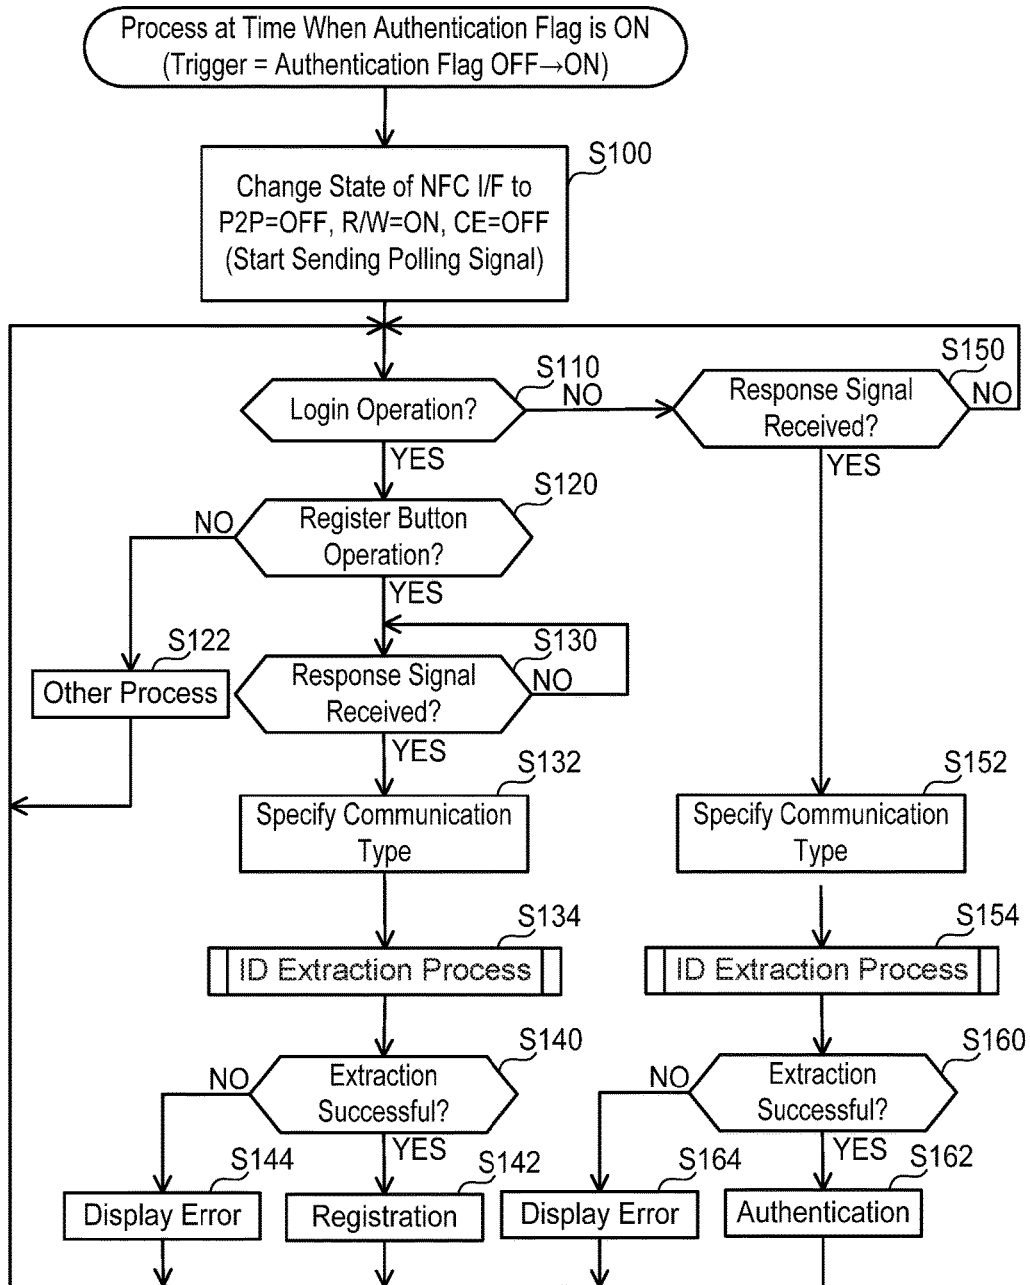 Process at Time When Authentication Flag is ON
(Trigger = Authentication Flag OFF→ON)
S100
Change State of NFC I/F to
P2P=OFF, R/W=ON, CE=OFF
(Start Sending Polling Signal)
S110
Login Operation?
NO
YES
S150
Response Signal
Received?
NO
YES
S120
Register Button
Operation?
NO
YES
S122
Other Process
S130
Response Signal
Received?
NO
YES
S132
Specify Communication
Type
S152
Specify Communication
Type
S134
ID Extraction Process
S154
ID Extraction Process
S140
Extraction
Successful?
NO
YES
S160
Extraction
Successful?
NO
YES
S144
Display Error
S142
Registration
S164
Display Error
S162
Authentication